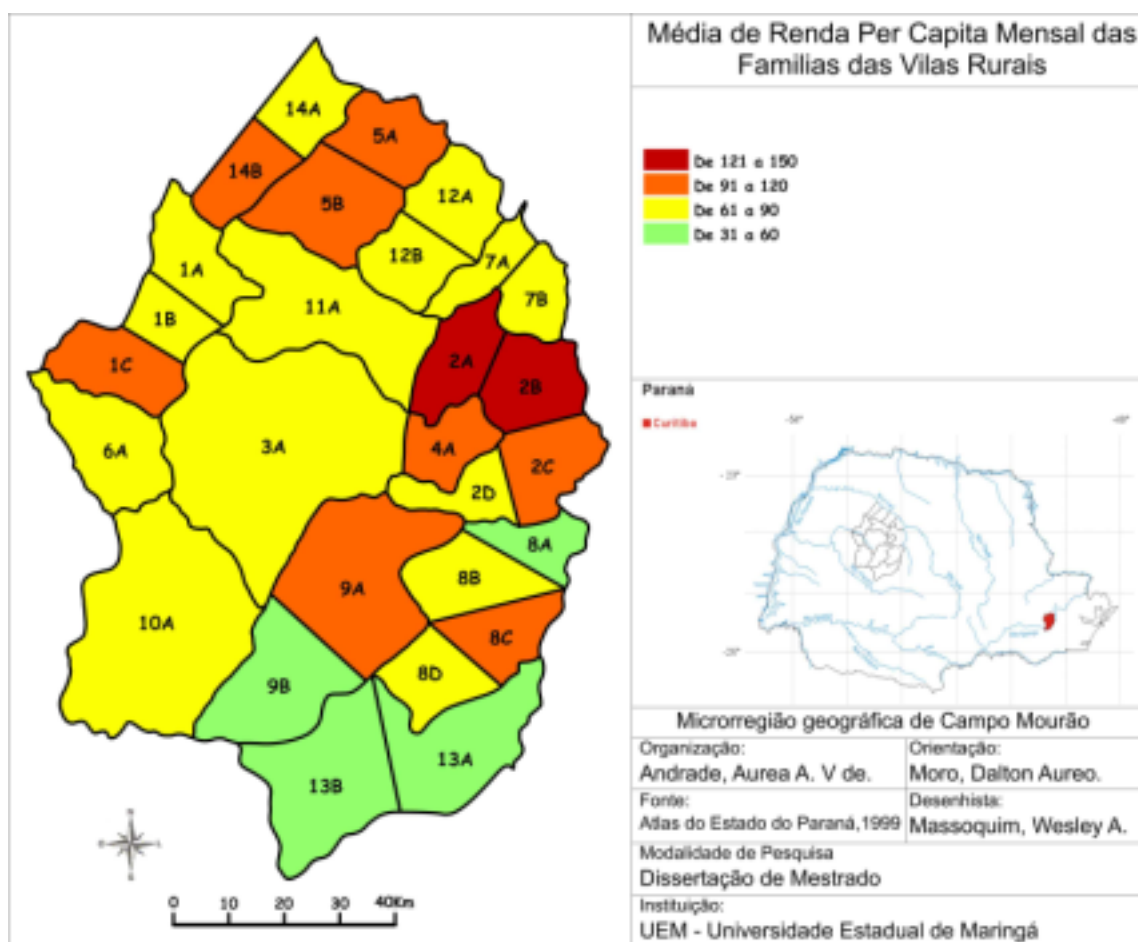 Média de Renda Per Capita Mensal das
Familias das Vilas Rurais
De 121 a 150
De 91 a 120
De 61 a 90
De 31 a 60
14A
5A
14B
5B
12A
12B
7A
1A
7B
11A
1B
1C
2A
2B
6A
3A
4A
2C
2D
8A
9A
8B
10A
8C
9B
8D
13A
13B
0 10 20 30 40Km
Paraná
Curitiba
Microrregião geográfica de Campo Mourão
Organização:
Andrade, Aurea A. V de.
Orientação:
Moro, Dalton Aureo.
Fonte:
Atlas do Estado do Paraná,1999
Desenhista:
Massoquim, Wesley A.
Modalidade de Pesquisa
Dissertação de Mestrado
Instituição:
UEM - Universidade Estadual de Maringá